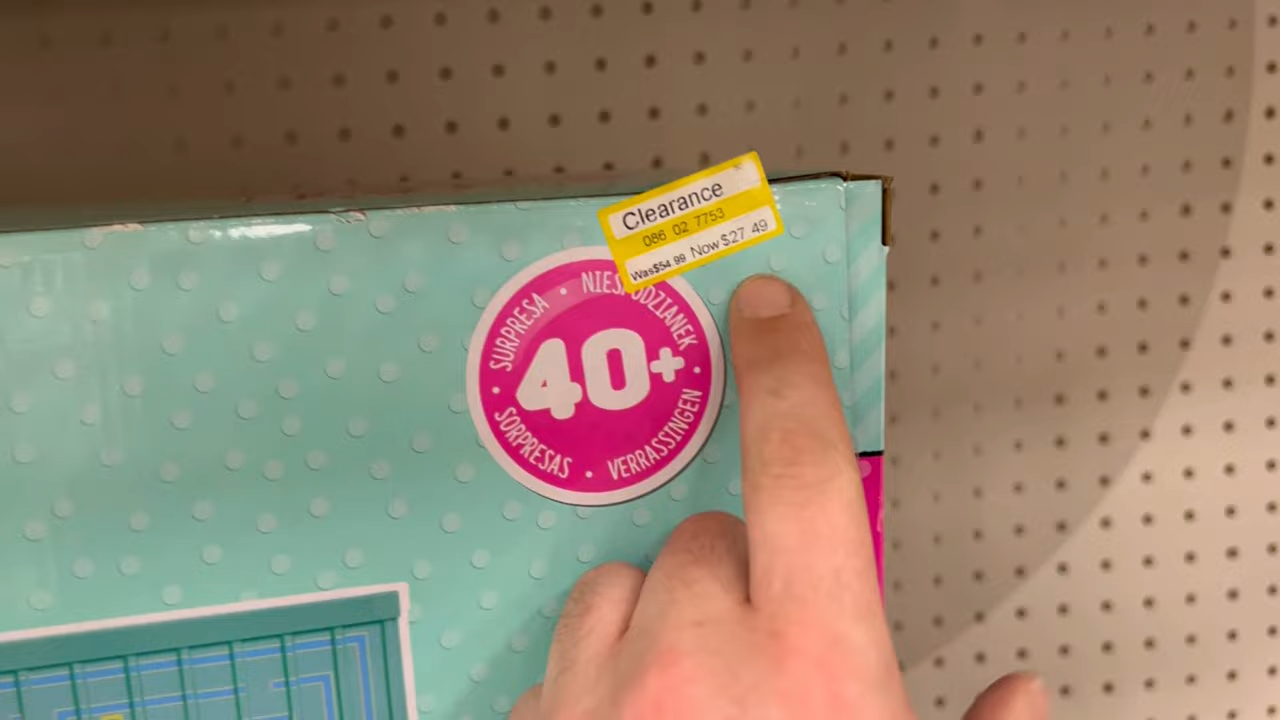 Clearance
086 02 7753
Was$54.99 Now$27.49
SURPRESA • NIESPODZIANEK •
40+
SORPRESAS • VERRASSINGEN •